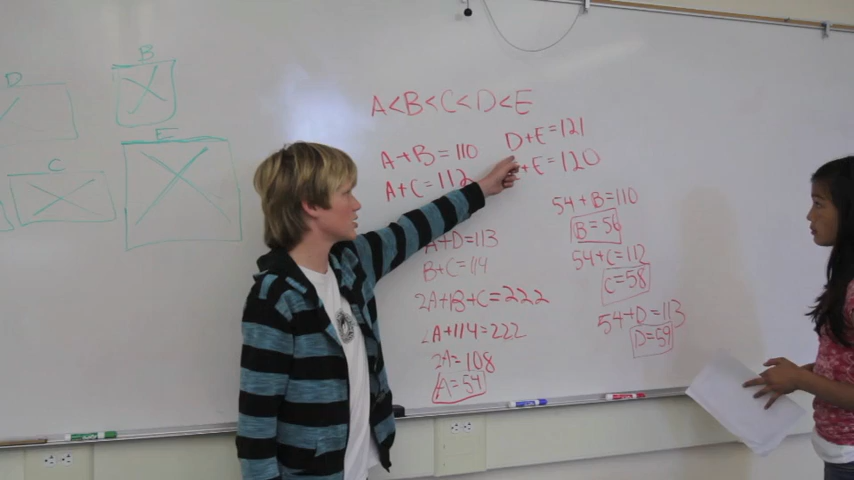 D
B
E
C
A<B<C<D<E
A+B=110
A+C=112
A+D=113
B+C=114
2A+B+C=222
2A+114=222
2A=108
A=54
D+E=121
+E=120
54+B=110
B=56
54+C=112
C=58
54+D=113
D=59